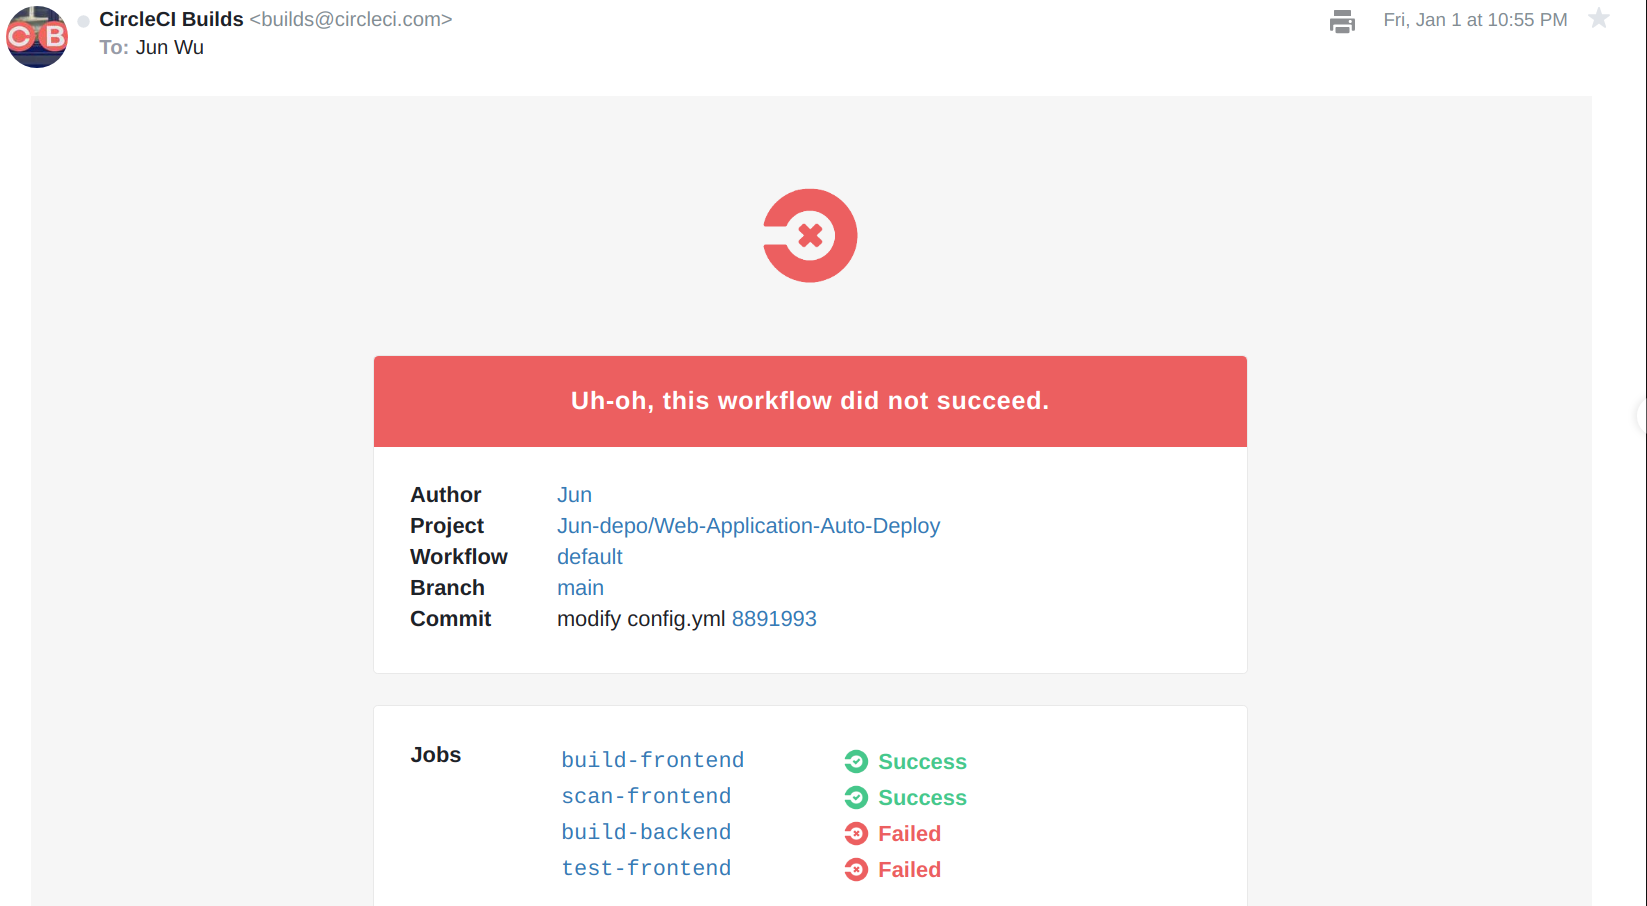 CB
CircleCI Builds <builds@circleci.com>
Fri, Jan 1 at 10:55 PM
To: Jun Wu
Uh-oh, this workflow did not succeed.
Author Jun
Project Jun-depo/Web-Application-Auto-Deploy
Workflow default
Branch main
Commit modify config.yml 8891993
Jobs
build-frontend Success
scan-frontend Success
build-backend Failed
test-frontend Failed